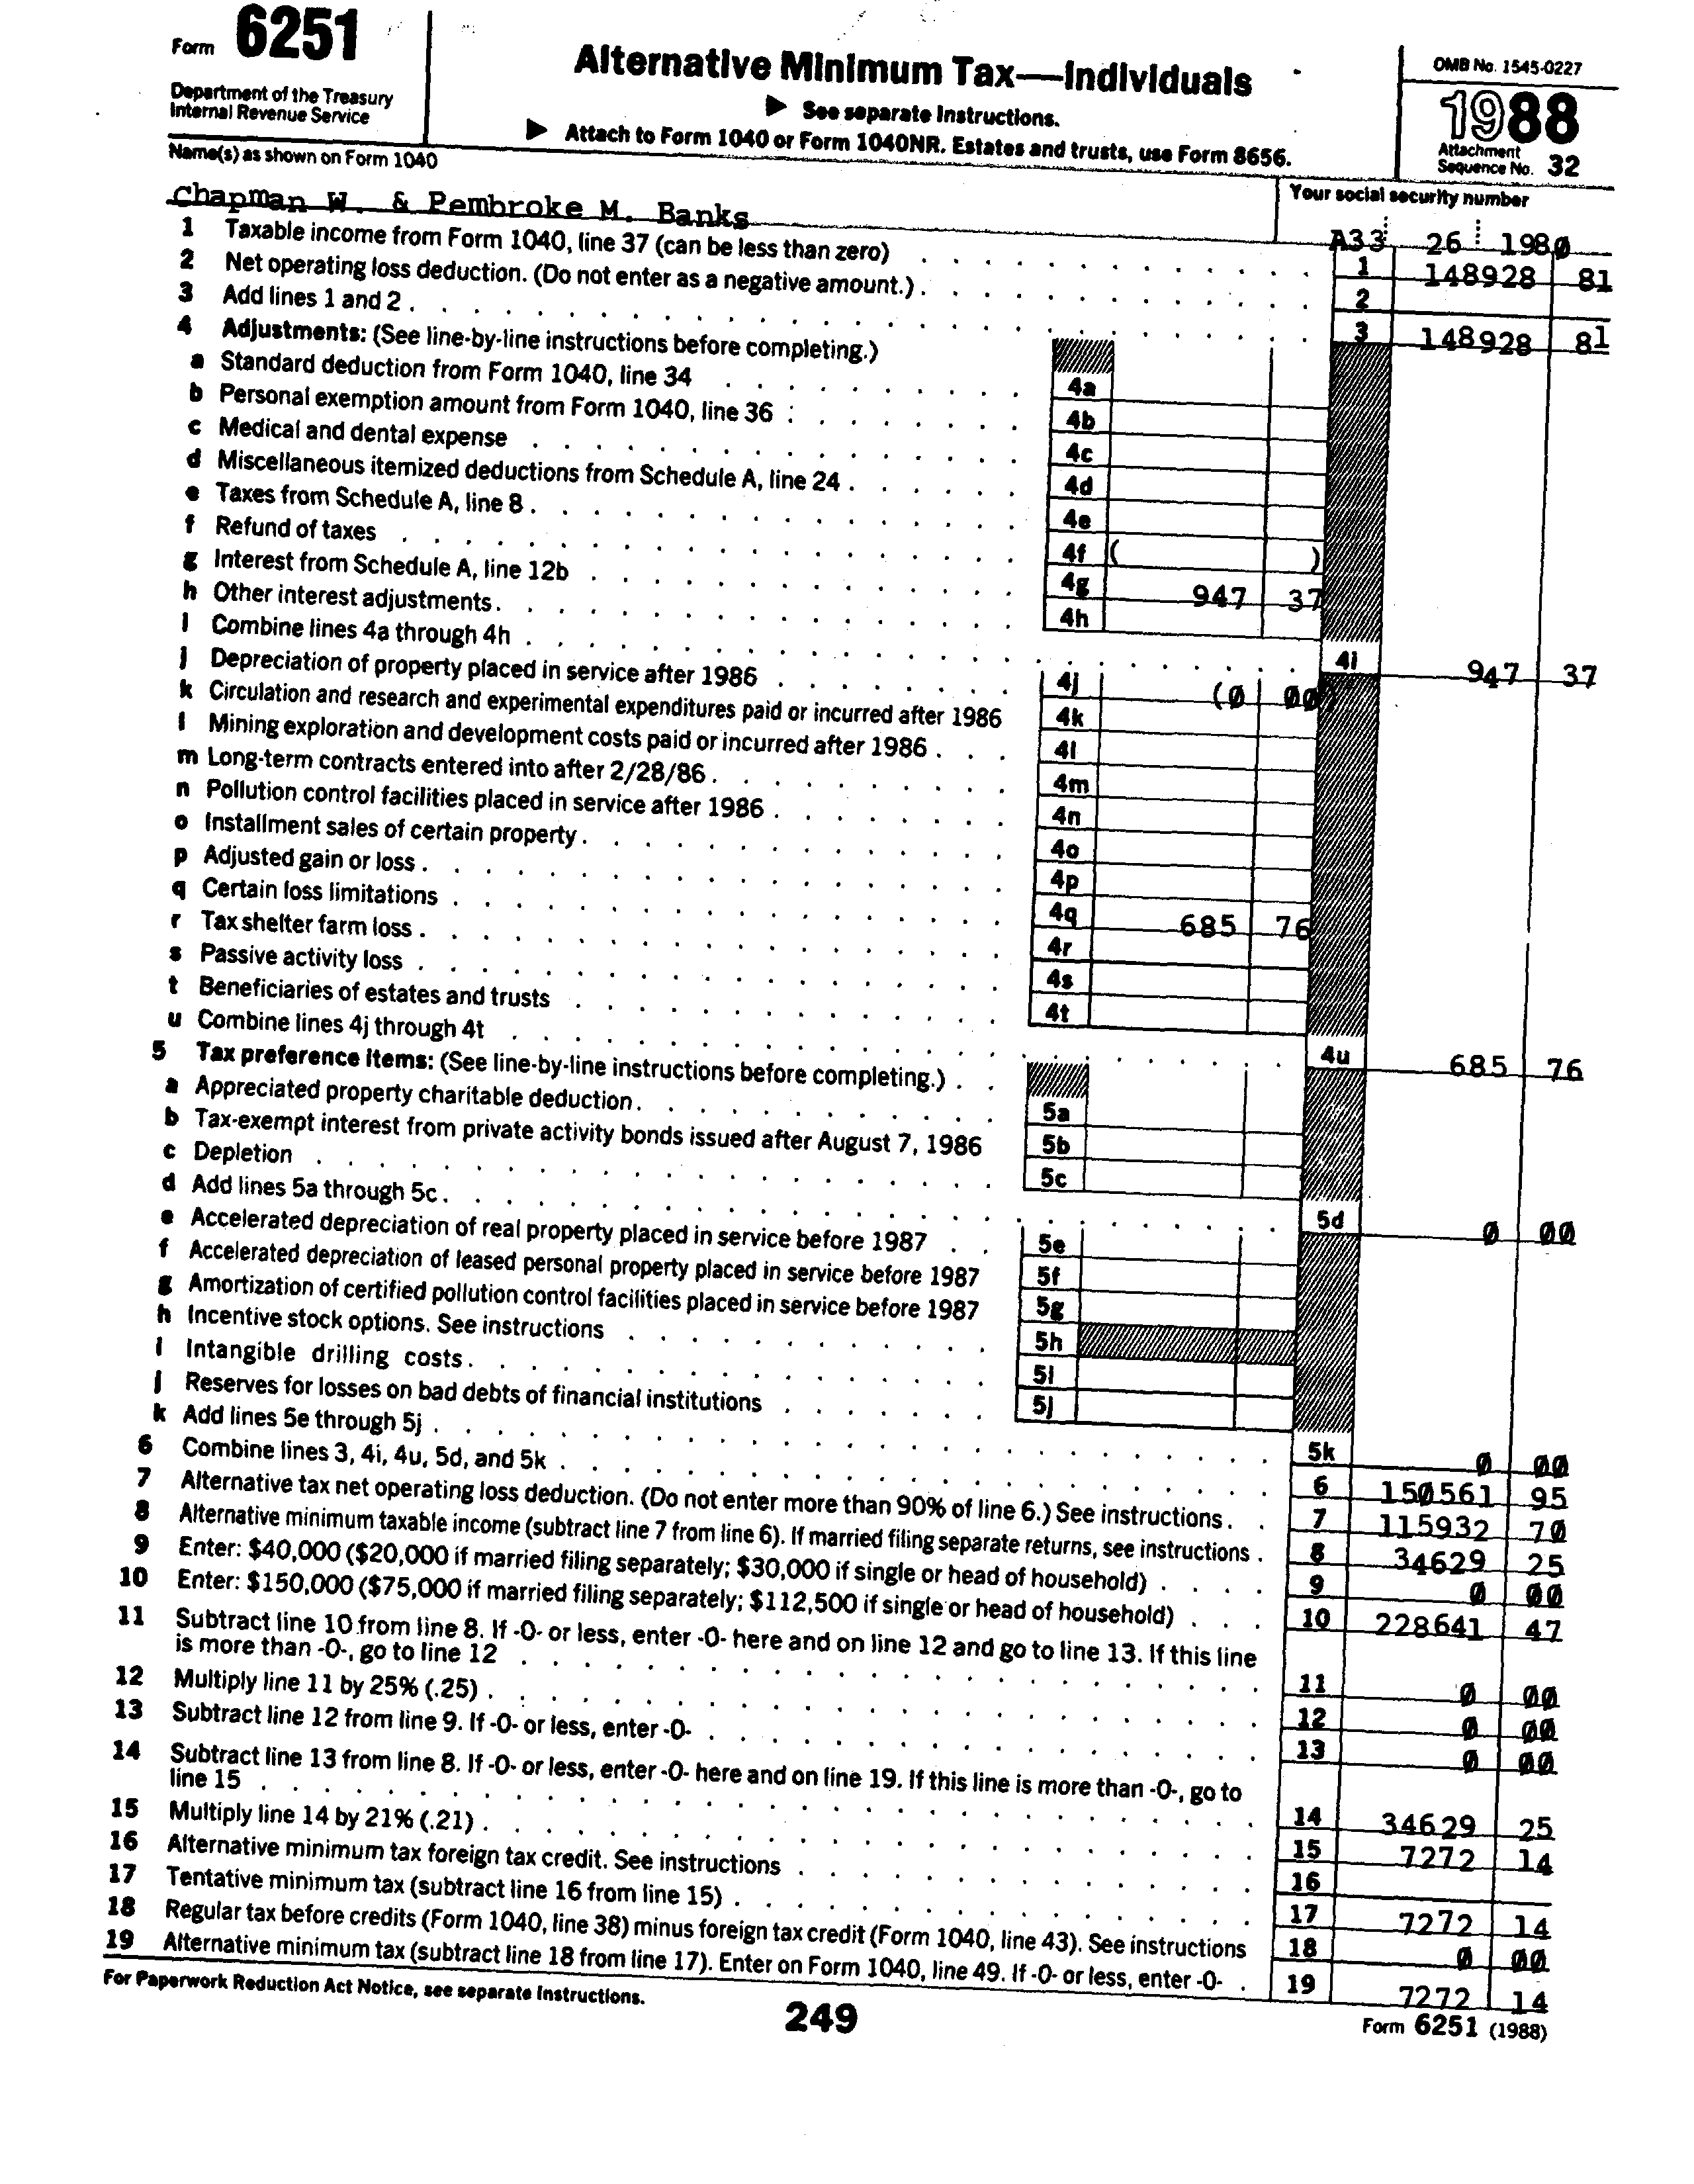 Form 6251
Department of the Treasury
Internal Revenue Service
Alternative Minimum Tax—Individuals
▶ See separate Instructions.
▶ Attach to Form 1040 or Form 1040NR. Estates and trusts, use Form 8656.
OMB No. 1545-0227
1988
Attachment
Sequence No. 32
Name(s) as shown on Form 1040
Your social security number
Chapman W. & Pembroke M. Banks
A33 26 1980
1 Taxable income from Form 1040, line 37 (can be less than zero) 1 148928 81
2 Net operating loss deduction. (Do not enter as a negative amount.) 2
3 Add lines 1 and 2 3 148928 81
4 Adjustments: (See line-by-line instructions before completing.)
a Standard deduction from Form 1040, line 34 4a
b Personal exemption amount from Form 1040, line 36 4b
c Medical and dental expense 4c
d Miscellaneous itemized deductions from Schedule A, line 24 4d
e Taxes from Schedule A, line 8 4e
f Refund of taxes 4f ( )
g Interest from Schedule A, line 12b 4g 947 37
h Other interest adjustments 4h
i Combine lines 4a through 4h 4i 947 37
j Depreciation of property placed in service after 1986 4j (0 00)
k Circulation and research and experimental expenditures paid or incurred after 1986 4k
l Mining exploration and development costs paid or incurred after 1986 4l
m Long-term contracts entered into after 2/28/86 4m
n Pollution control facilities placed in service after 1986 4n
o Installment sales of certain property 4o
p Adjusted gain or loss 4p
q Certain loss limitations 4q 685 76
r Tax shelter farm loss 4r
s Passive activity loss 4s
t Beneficiaries of estates and trusts 4t
u Combine lines 4j through 4t 4u 685 76
5 Tax preference items: (See line-by-line instructions before completing.)
a Appreciated property charitable deduction 5a
b Tax-exempt interest from private activity bonds issued after August 7, 1986 5b
c Depletion 5c
d Add lines 5a through 5c 5d 0 00
e Accelerated depreciation of real property placed in service before 1987 5e
f Accelerated depreciation of leased personal property placed in service before 1987 5f
g Amortization of certified pollution control facilities placed in service before 1987 5g
h Incentive stock options. See instructions 5h
i Intangible drilling costs 5i
j Reserves for losses on bad debts of financial institutions 5j
k Add lines 5e through 5j 5k 0 00
6 Combine lines 3, 4i, 4u, 5d, and 5k 6 150561 95
7 Alternative tax net operating loss deduction. (Do not enter more than 90% of line 6.) See instructions 7 115932 70
8 Alternative minimum taxable income (subtract line 7 from line 6). If married filing separate returns, see instructions 8 34629 25
9 Enter: $40,000 ($20,000 if married filing separately; $30,000 if single or head of household) 9 0 00
10 Enter: $150,000 ($75,000 if married filing separately; $112,500 if single or head of household) 10 228641 47
11 Subtract line 10 from line 8. If -0- or less, enter -0- here and on line 12 and go to line 13. If this line
is more than -0-, go to line 12 11 0 00
12 Multiply line 11 by 25% (.25) 12 0 00
13 Subtract line 12 from line 9. If -0- or less, enter -0- 13 0 00
14 Subtract line 13 from line 8. If -0- or less, enter -0- here and on line 19. If this line is more than -0-, go to
line 15 14 34629 25
15 Multiply line 14 by 21% (.21) 15 7272 14
16 Alternative minimum tax foreign tax credit. See instructions 16
17 Tentative minimum tax (subtract line 16 from line 15) 17 7272 14
18 Regular tax before credits (Form 1040, line 38) minus foreign tax credit (Form 1040, line 43). See instructions 18 0 00
19 Alternative minimum tax (subtract line 18 from line 17). Enter on Form 1040, line 49. If -0- or less, enter -0- 19 7272 14
For Paperwork Reduction Act Notice, see separate Instructions.
249
Form 6251 (1988)